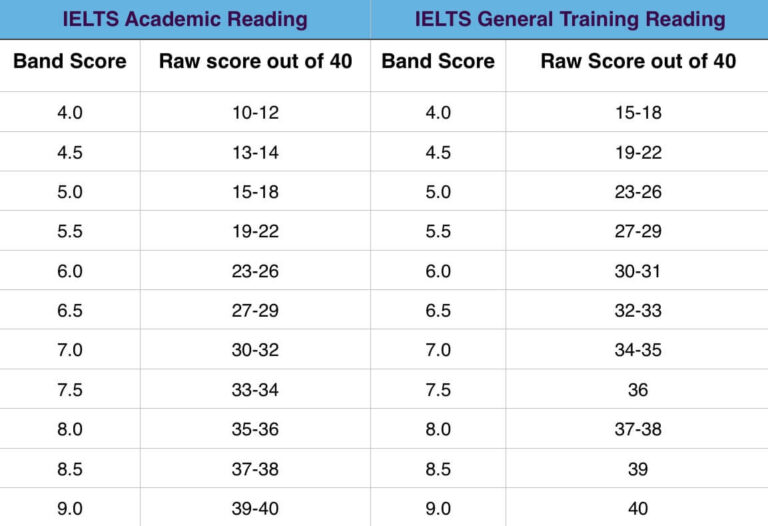 IELTS Academic Reading IELTS General Training Reading
Band Score Raw score out of 40 Band Score Raw Score out of 40
4.0 10-12 4.0 15-18
4.5 13-14 4.5 19-22
5.0 15-18 5.0 23-26
5.5 19-22 5.5 27-29
6.0 23-26 6.0 30-31
6.5 27-29 6.5 32-33
7.0 30-32 7.0 34-35
7.5 33-34 7.5 36
8.0 35-36 8.0 37-38
8.5 37-38 8.5 39
9.0 39-40 9.0 40